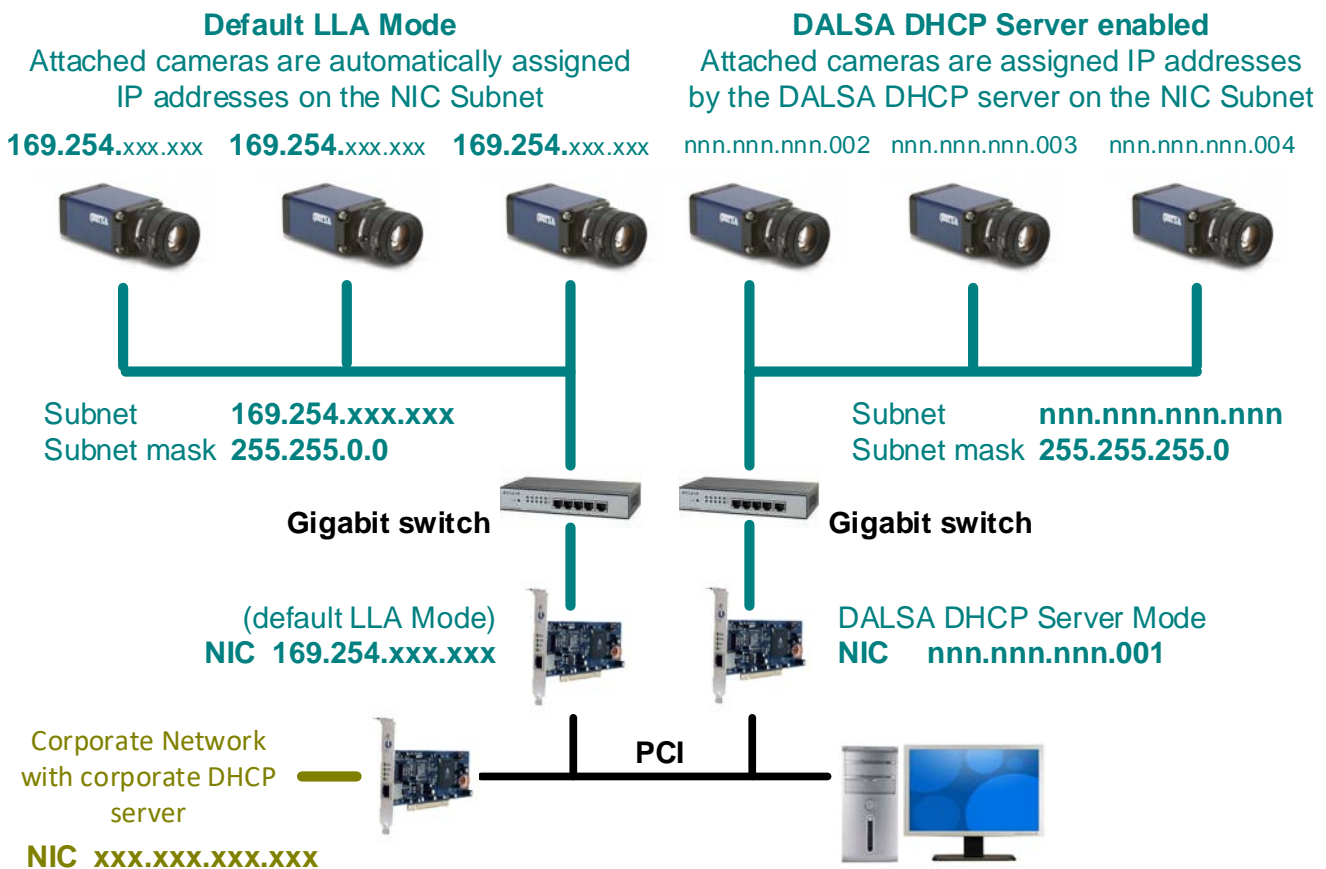 Default LLA Mode
Attached cameras are automatically assigned
IP addresses on the NIC Subnet
DALSA DHCP Server enabled
Attached cameras are assigned IP addresses
by the DALSA DHCP server on the NIC Subnet
169.254.xxx.xxx 169.254.xxx.xxx 169.254.xxx.xxx
nnn.nnn.nnn.002 nnn.nnn.nnn.003 nnn.nnn.nnn.004
Subnet 169.254.xxx.xxx
Subnet mask 255.255.0.0
Subnet nnn.nnn.nnn.nnn
Subnet mask 255.255.255.0
Gigabit switch
Gigabit switch
(default LLA Mode)
NIC 169.254.xxx.xxx
DALSA DHCP Server Mode
NIC nnn.nnn.nnn.001
PCI
Corporate Network
with corporate DHCP
server
NIC xxx.xxx.xxx.xxx